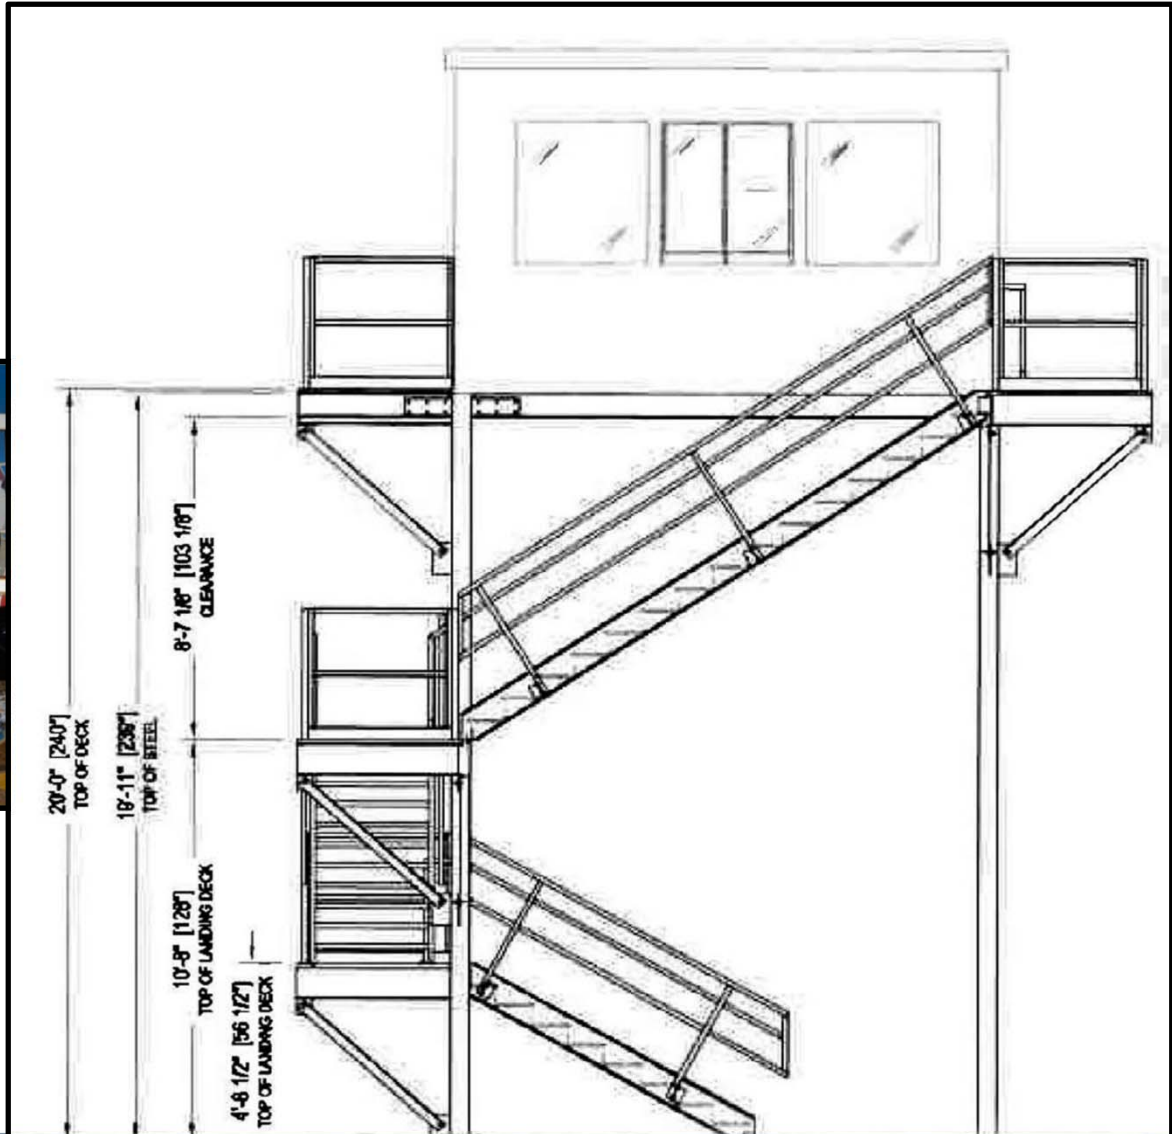 20'-0" [240"]
TOP OF DECK
19'-11" [239"]
TOP OF STEEL
8'-7 1/8" [103 1/8"]
CLEARANCE
10'-8" [128"]
TOP OF LANDING DECK
4'-8 1/2" [56 1/2"]
TOP OF LANDING DECK